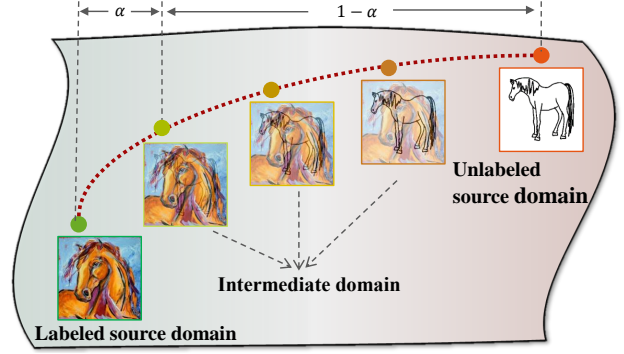 α
1 − α
Unlabeled
source domain
Intermediate domain
Labeled source domain